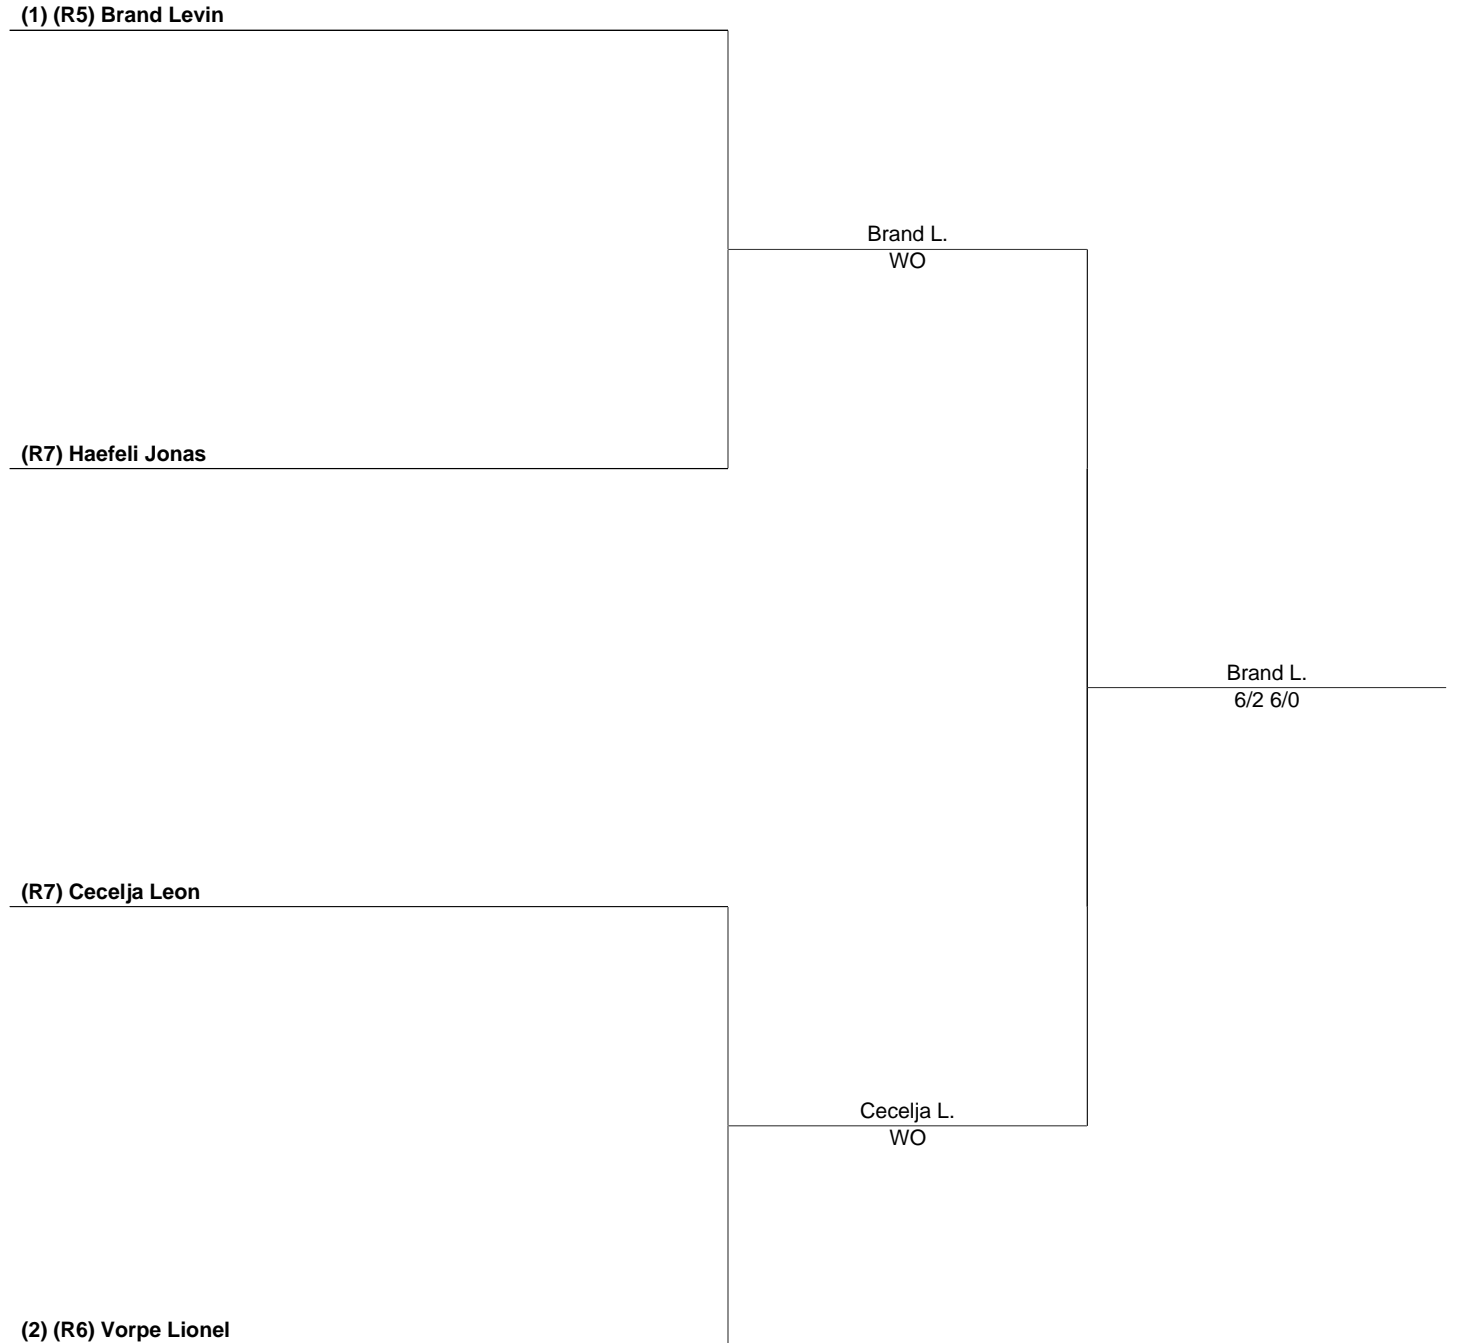 (1) (R5) Brand Levin
Brand L.
WO
(R7) Haefeli Jonas
Brand L.
6/2 6/0
(R7) Cecelja Leon
Cecelja L.
WO
(2) (R6) Vorpe Lionel